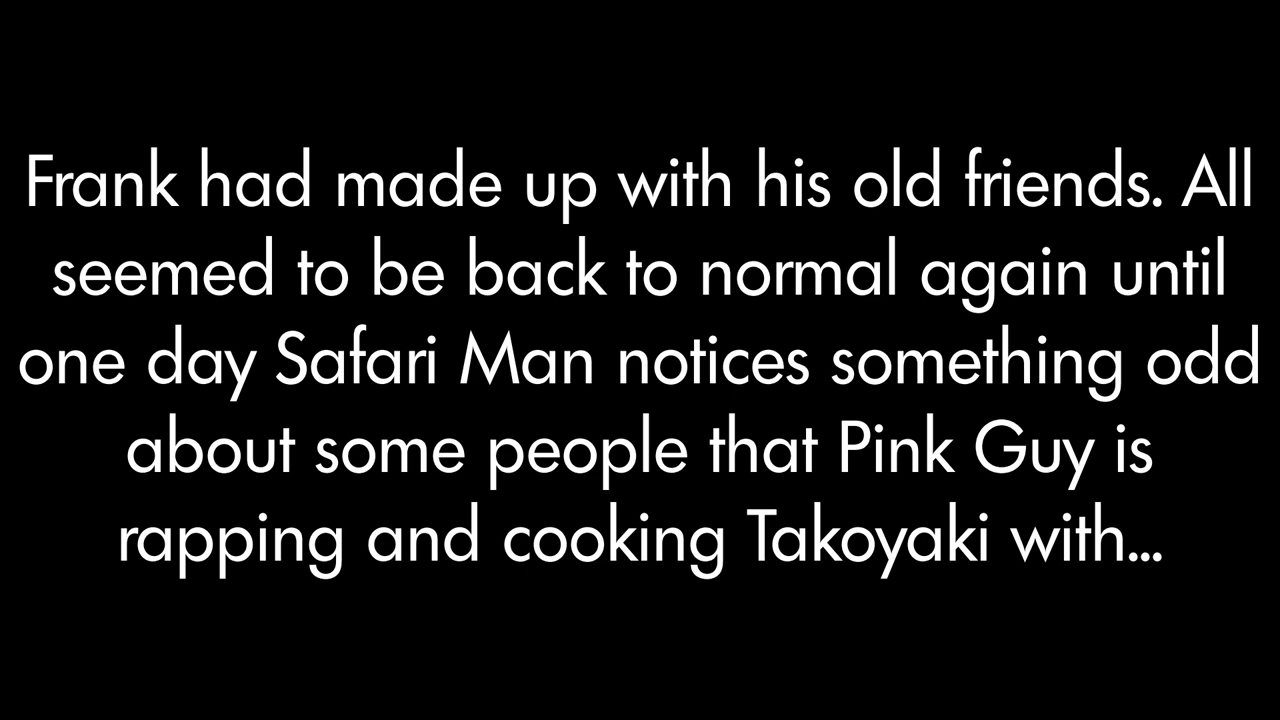 Frank had made up with his old friends. All
seemed to be back to normal again until
one day Safari Man notices something odd
about some people that Pink Guy is
rapping and cooking Takoyaki with...